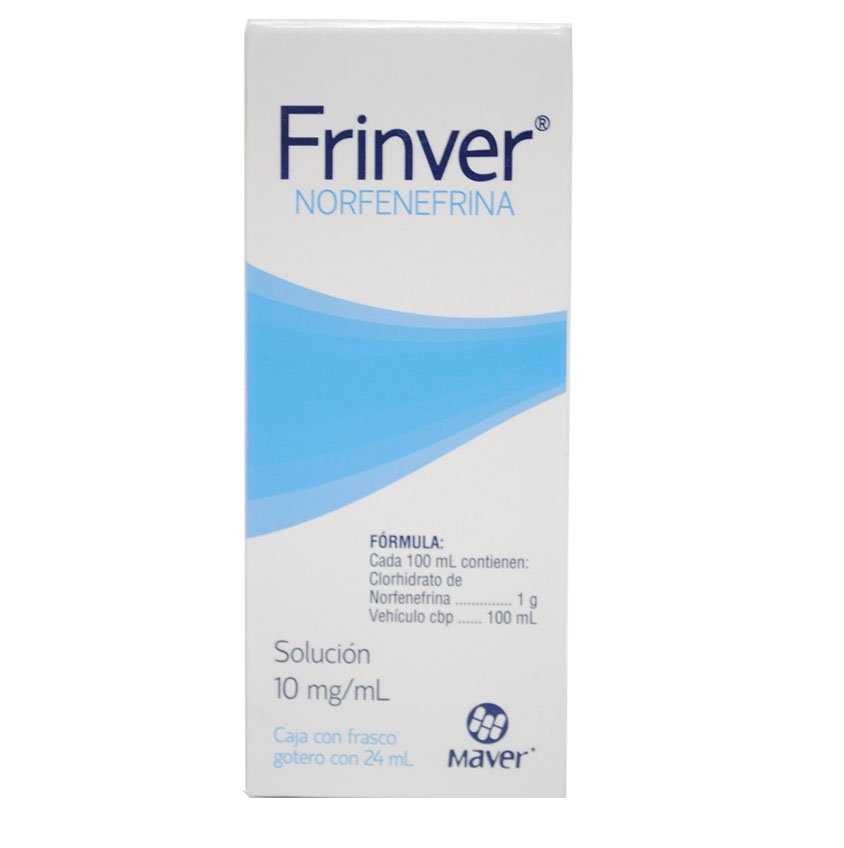 Frinver®
NORFENEFRINA
FÓRMULA:
Cada 100 mL contienen:
Clorhidrato de
Norfenefrina .............. 1 g
Vehículo cbp ...... 100 mL
Solución
10 mg/mL
Caja con frasco
gotero con 24 mL
Maver*